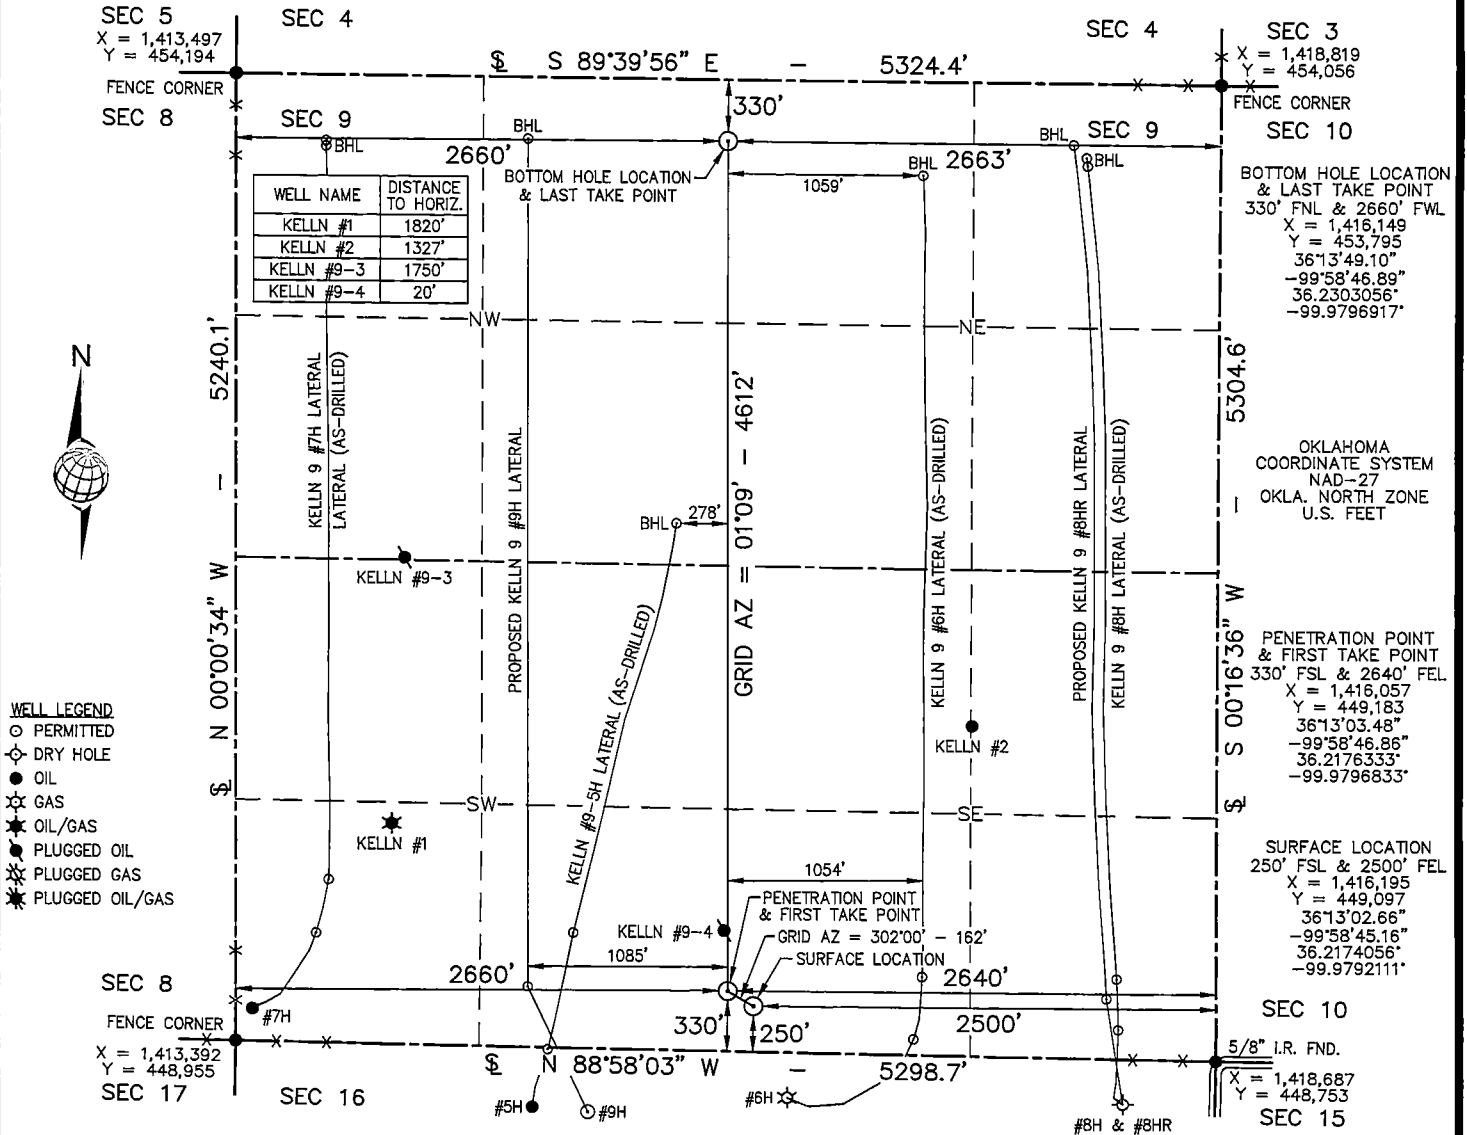 SEC 5
X = 1,413,497
Y = 454,194
FENCE CORNER
SEC 8
SEC 4
S 89°39'56" E - 5324.4'
SEC 4
SEC 3
X = 1,418,819
Y = 454,056
FENCE CORNER
SEC 10
SEC 9
330'
SEC 9
BHL
BHL
BHL
BHL
BHL
2660'
2663'
BOTTOM HOLE LOCATION
& LAST TAKE POINT
1059'
WELL NAME DISTANCE TO HORIZ.
KELLN #1 1820'
KELLN #2 1327'
KELLN #9-3 1750'
KELLN #9-4 20'
BOTTOM HOLE LOCATION
& LAST TAKE POINT
330' FNL & 2660' FWL
X = 1,416,149
Y = 453,795
36°13'49.10"
-99°58'46.89"
36.2303056°
-99.9796917°
NW
NE
N
N 00°00'34" W - 5240.1'
KELLN 9 #7H LATERAL
LATERAL (AS-DRILLED)
PROPOSED KELLN 9 #9H LATERAL
KELLN #9-5H LATERAL (AS-DRILLED)
BHL
278'
GRID AZ = 01°09' - 4612'
KELLN 9 #6H LATERAL (AS-DRILLED)
PROPOSED KELLN 9 #8HR LATERAL
KELLN 9 #8H LATERAL (AS-DRILLED)
S 00°16'36" W - 5304.6'
OKLAHOMA
COORDINATE SYSTEM
NAD-27
OKLA. NORTH ZONE
U.S. FEET
KELLN #9-3
KELLN #2
KELLN #1
PENETRATION POINT
& FIRST TAKE POINT
330' FSL & 2640' FEL
X = 1,416,057
Y = 449,183
36°13'03.48"
-99°58'46.86"
36.2176333°
-99.9796833°
WELL LEGEND
PERMITTED
DRY HOLE
OIL
GAS
OIL/GAS
PLUGGED OIL
PLUGGED GAS
PLUGGED OIL/GAS
SW
SE
1054'
PENETRATION POINT
& FIRST TAKE POINT
KELLN #9-4
GRID AZ = 302°00' - 162'
SURFACE LOCATION
1085'
SURFACE LOCATION
250' FSL & 2500' FEL
X = 1,416,195
Y = 449,097
36°13'02.66"
-99°58'45.16"
36.2174056°
-99.9792111°
SEC 8
2660'
2640'
#7H
330'
250'
2500'
SEC 10
FENCE CORNER
X = 1,413,392
Y = 448,955
SEC 17
SEC 16
N 88°58'03" W - 5298.7'
5/8" I.R. FND.
X = 1,418,687
Y = 448,753
SEC 15
#5H
#9H
#6H
#8H & #8HR